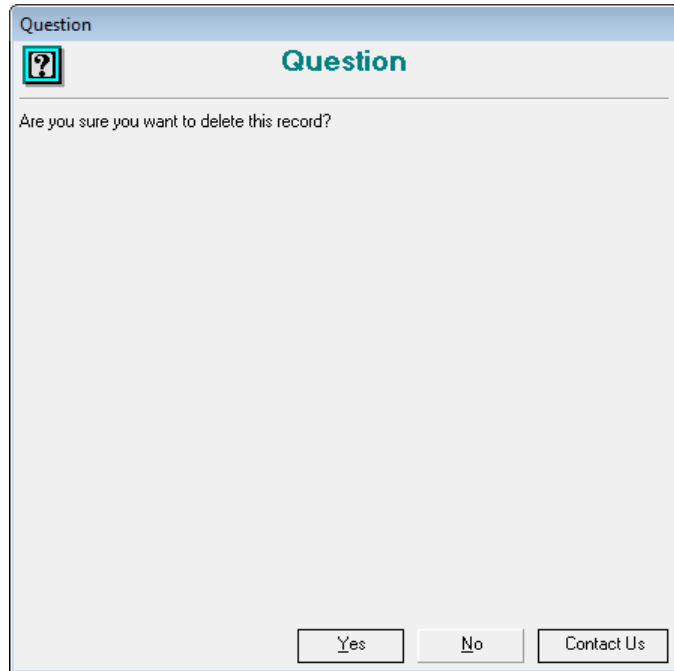 Question
Question
Are you sure you want to delete this record?
Yes
No
Contact Us